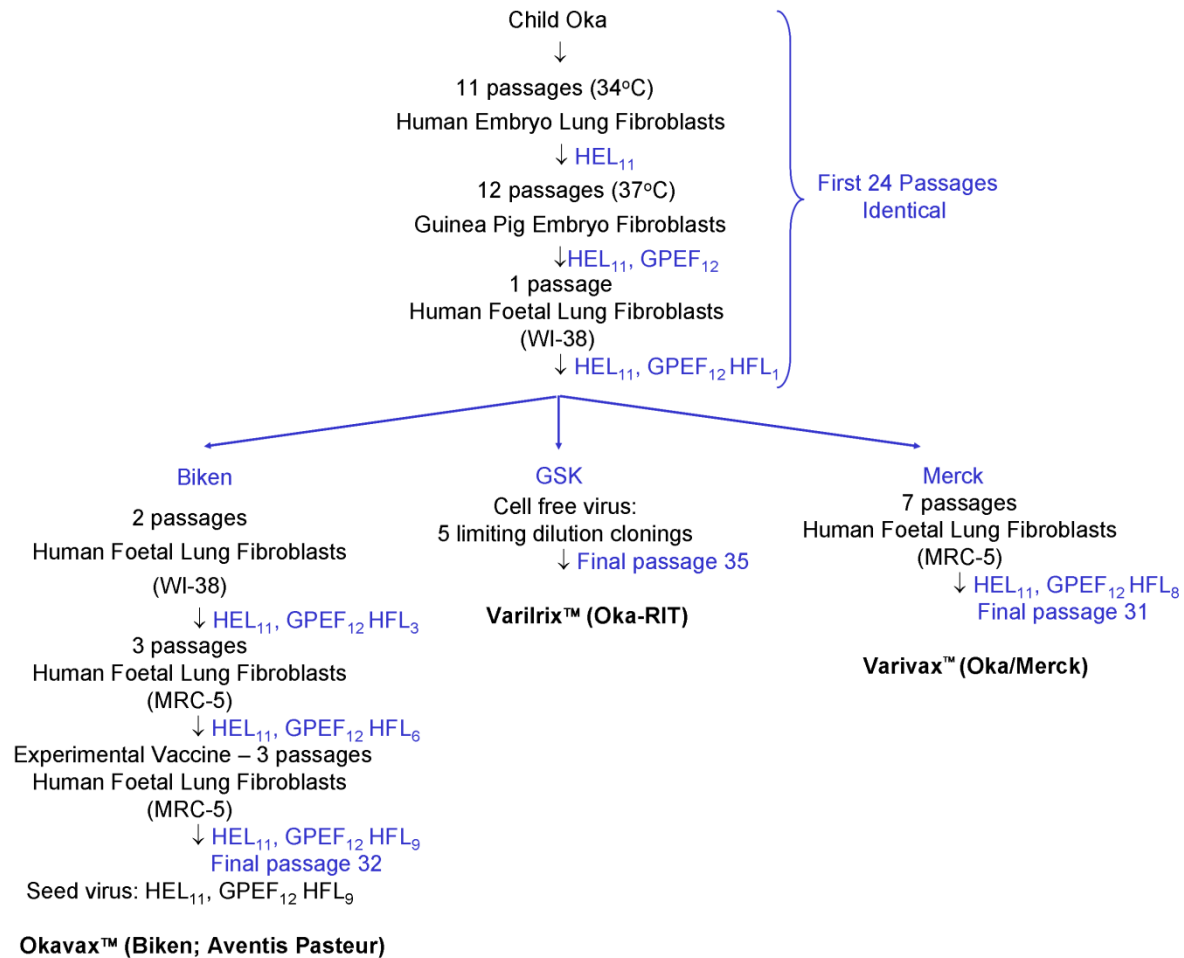 Child Oka
↓
11 passages (34°C)
Human Embryo Lung Fibroblasts
↓ HEL₁₁
12 passages (37°C)
Guinea Pig Embryo Fibroblasts
↓HEL₁₁, GPEF₁₂
1 passage
Human Foetal Lung Fibroblasts
(WI-38)
↓ HEL₁₁, GPEF₁₂ HFL₁
First 24 Passages
Identical
Biken
2 passages
Human Foetal Lung Fibroblasts
(WI-38)
↓ HEL₁₁, GPEF₁₂ HFL₃
3 passages
Human Foetal Lung Fibroblasts
(MRC-5)
↓ HEL₁₁, GPEF₁₂ HFL₆
Experimental Vaccine – 3 passages
Human Foetal Lung Fibroblasts
(MRC-5)
↓ HEL₁₁, GPEF₁₂ HFL₉
Final passage 32
Seed virus: HEL₁₁, GPEF₁₂ HFL₉
Okavax™ (Biken; Aventis Pasteur)
GSK
Cell free virus:
5 limiting dilution clonings
↓ Final passage 35
Varilrix™ (Oka-RIT)
Merck
7 passages
Human Foetal Lung Fibroblasts
(MRC-5)
↓ HEL₁₁, GPEF₁₂ HFL₈
Final passage 31
Varivax™ (Oka/Merck)